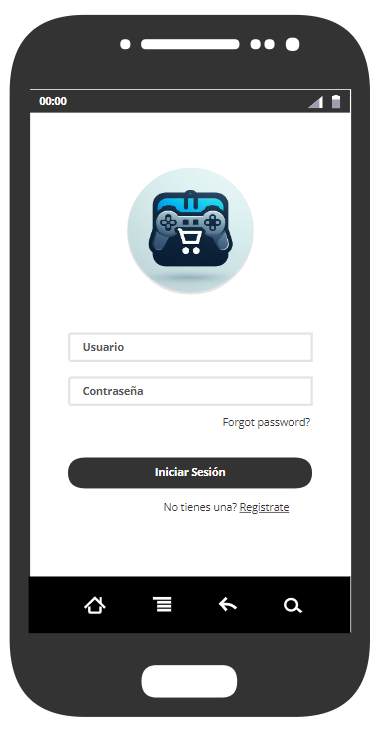 00:00
Usuario
Contraseña
Forgot password?
Iniciar Sesión
No tienes una? Registrate